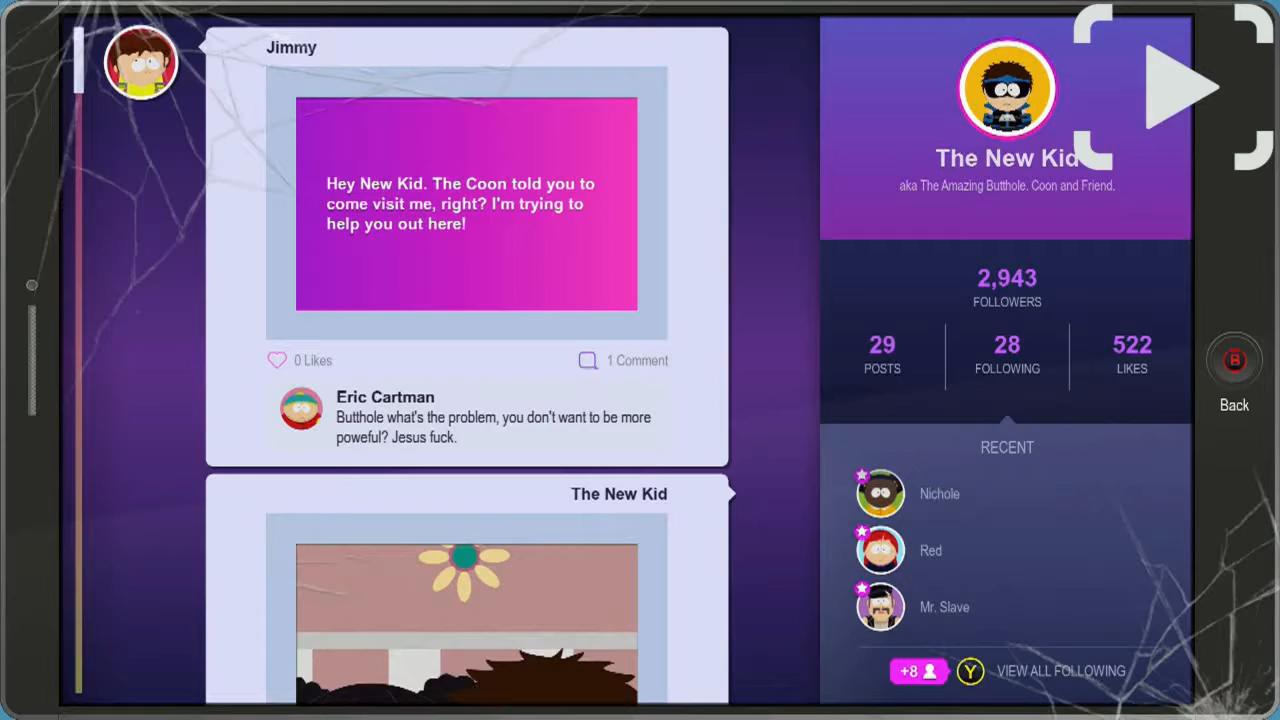 Jimmy
Hey New Kid. The Coon told you to
come visit me, right? I'm trying to
help you out here!
0 Likes
1 Comment
Eric Cartman
Butthole what's the problem, you don't want to be more
poweful? Jesus fuck.
The New Kid
The New Kid
aka The Amazing Butthole. Coon and Friend.
2,943
FOLLOWERS
29
POSTS
28
FOLLOWING
522
LIKES
RECENT
Nichole
Red
Mr. Slave
+8
Y
VIEW ALL FOLLOWING
B
Back